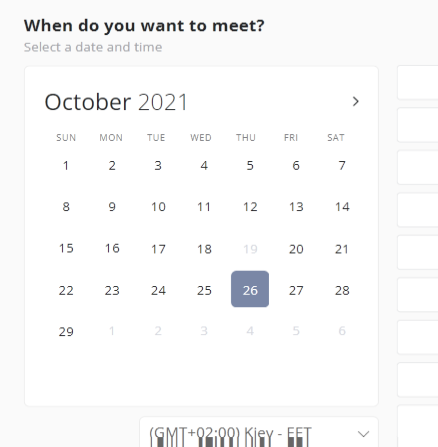 When do you want to meet?
Select a date and time
October 2021
SUN MON TUE WED THU FRI SAT
1 2 3 4 5 6 7
8 9 10 11 12 13 14
15 16 17 18 19 20 21
22 23 24 25 26 27 28
29 1 2 3 4 5 6
(GMT+02:00) Kiev - EET